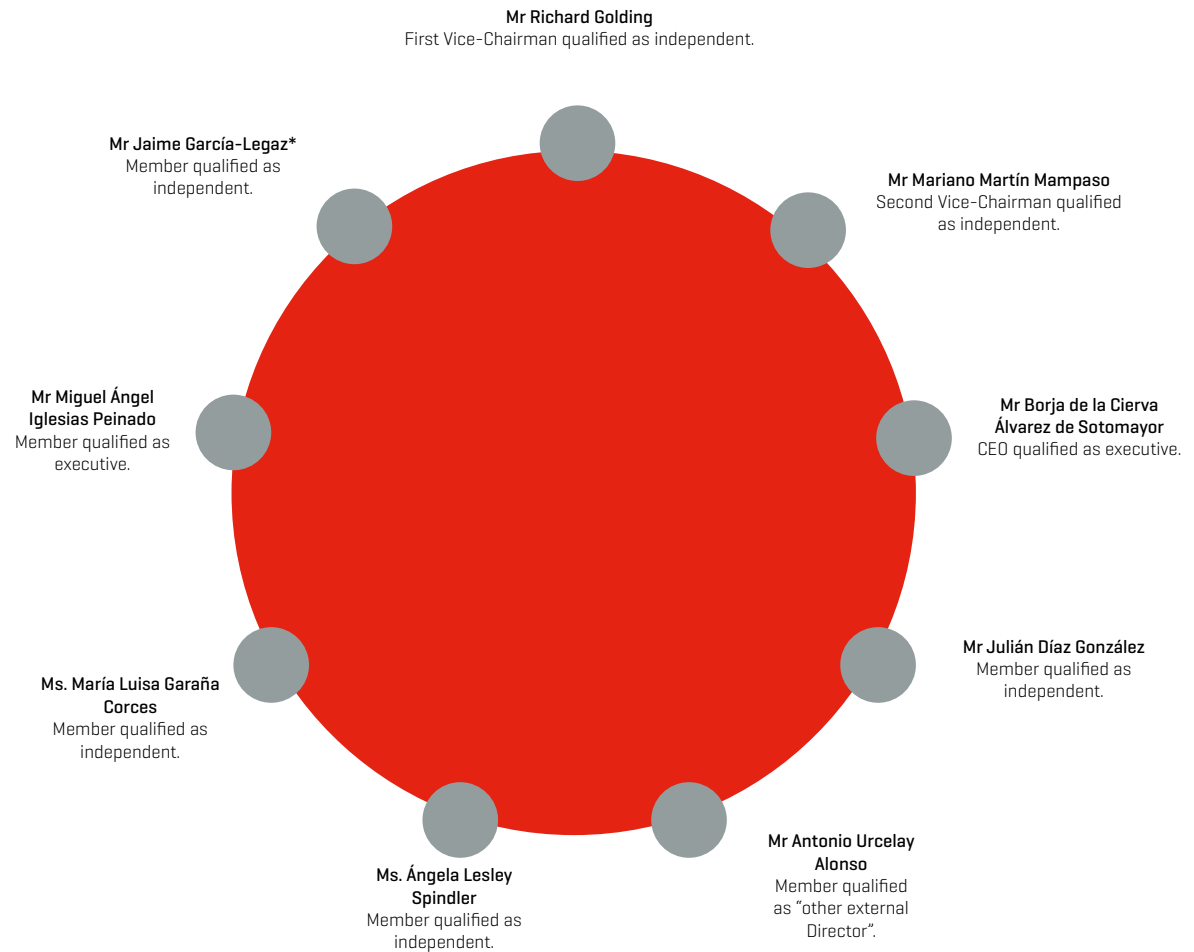 Mr Richard Golding
First Vice-Chairman qualified as independent.
Mr Jaime García-Legaz*
Member qualified as
independent.
Mr Mariano Martín Mampaso
Second Vice-Chairman qualified
as independent.
Mr Miguel Ángel
Iglesias Peinado
Member qualified as
executive.
Mr Borja de la Cierva
Álvarez de Sotomayor
CEO qualified as executive.
Ms. María Luisa Garaña
Corces
Member qualified as
independent.
Mr Julián Díaz González
Member qualified as
independent.
Ms. Ángela Lesley
Spindler
Member qualified as
independent.
Mr Antonio Urcelay
Alonso
Member qualified
as “other external
Director”.